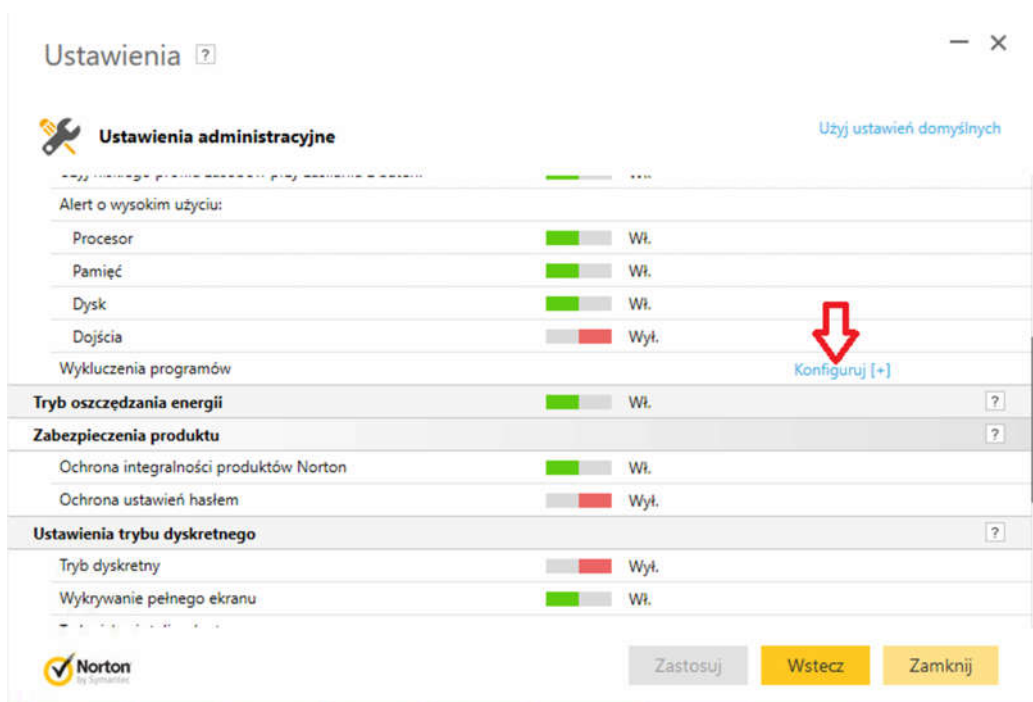 Ustawienia ?
Ustawienia administracyjne
Użyj ustawień domyślnych
Alert o wysokim użyciu:
Procesor Wł.
Pamięć Wł.
Dysk Wł.
Dojścia Wył.
Wykluczenia programów Konfiguruj [+]
Tryb oszczędzania energii Wł. ?
Zabezpieczenia produktu ?
Ochrona integralności produktów Norton Wł.
Ochrona ustawień hasłem Wył.
Ustawienia trybu dyskretnego ?
Tryb dyskretny Wył.
Wykrywanie pełnego ekranu Wł.
Norton
by Symantec
Zastosuj Wstecz Zamknij